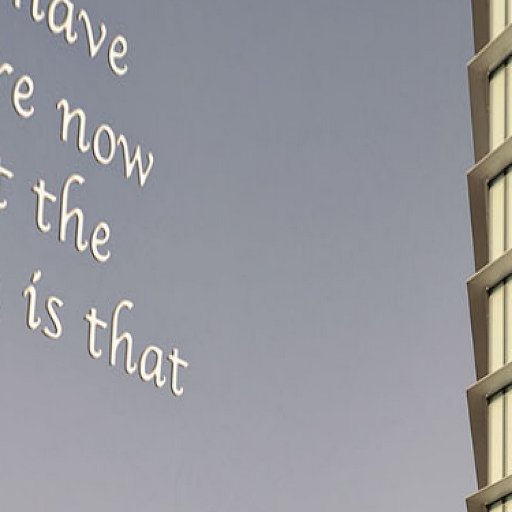 have
re now
t the
is that